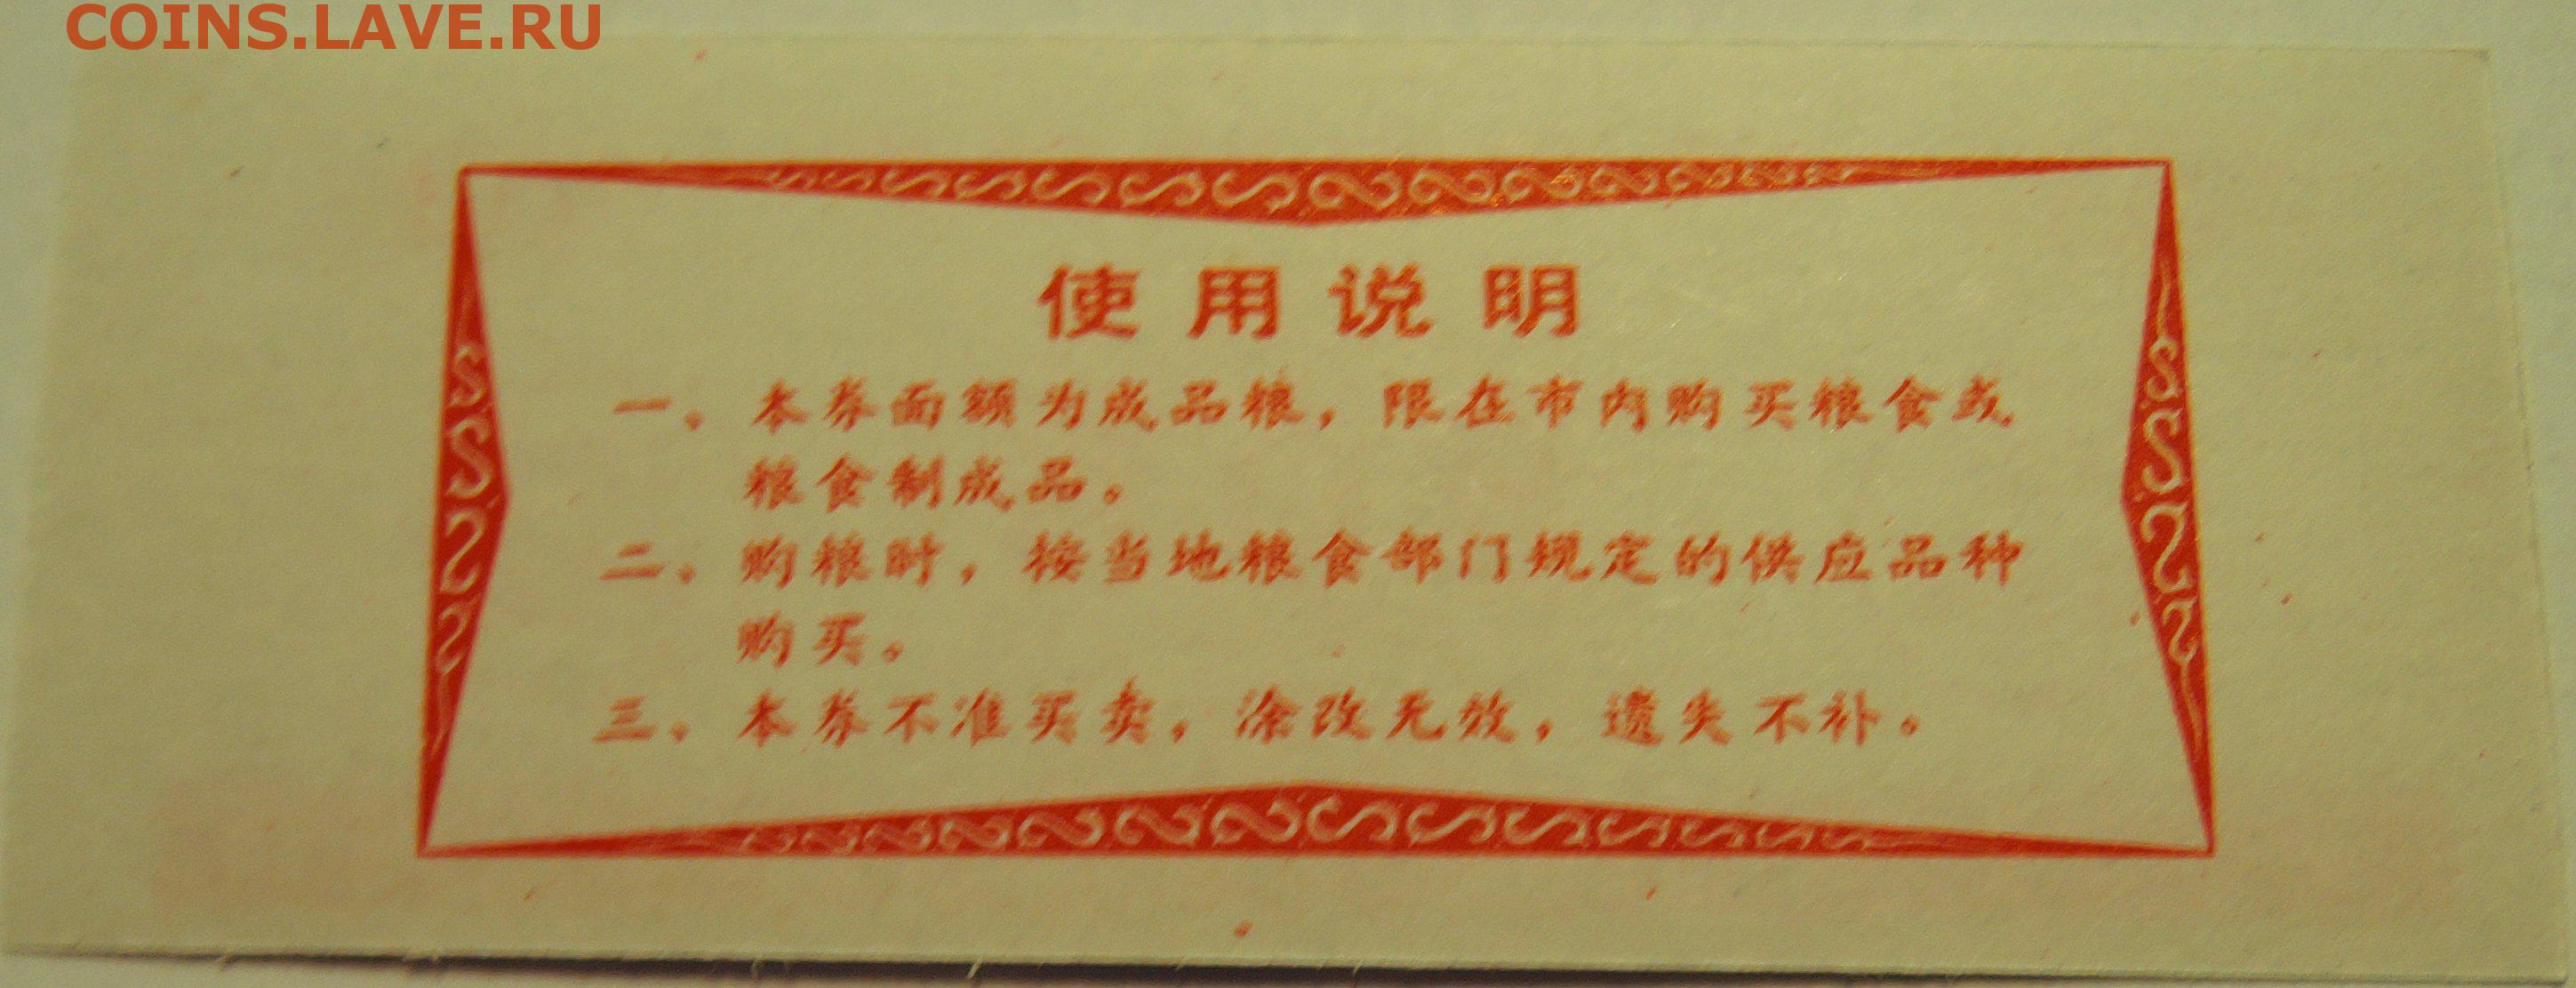 COINS.LAVE.RU
使用说明
一、本券面额为成品粮，限在市内购买粮食或
粮食制成品。
二、购粮时，按当地粮食部门规定的供应品种
购买。
三、本券不准买卖，涂改无效，遗失不补。